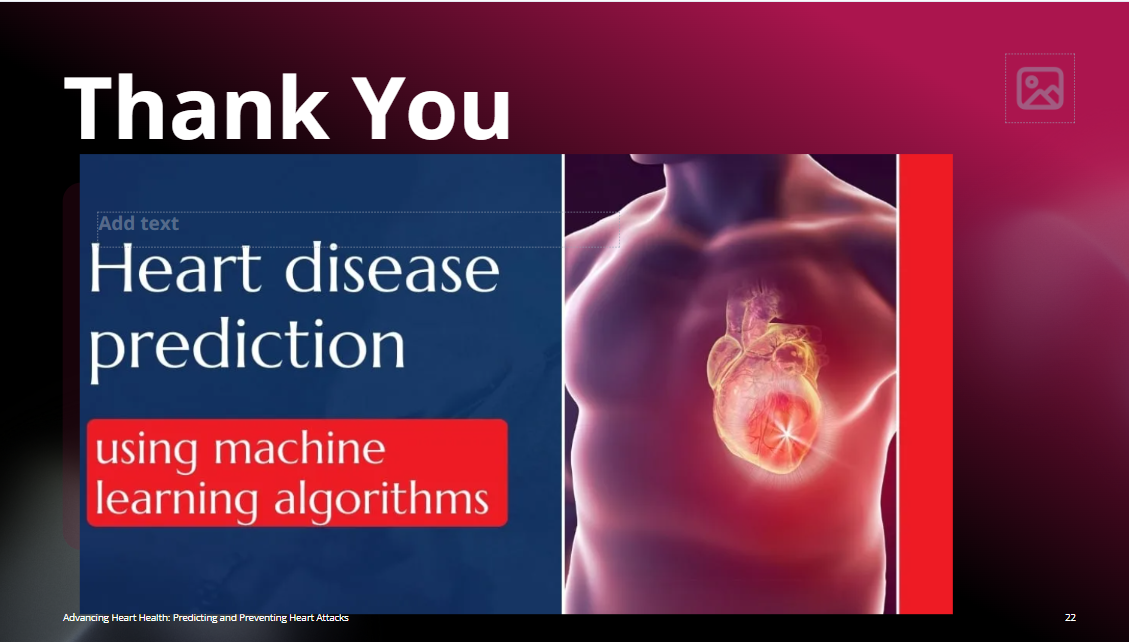 Thank You
Add text
Heart disease
prediction
using machine
learning algorithms
Advancing Heart Health: Predicting and Preventing Heart Attacks
22